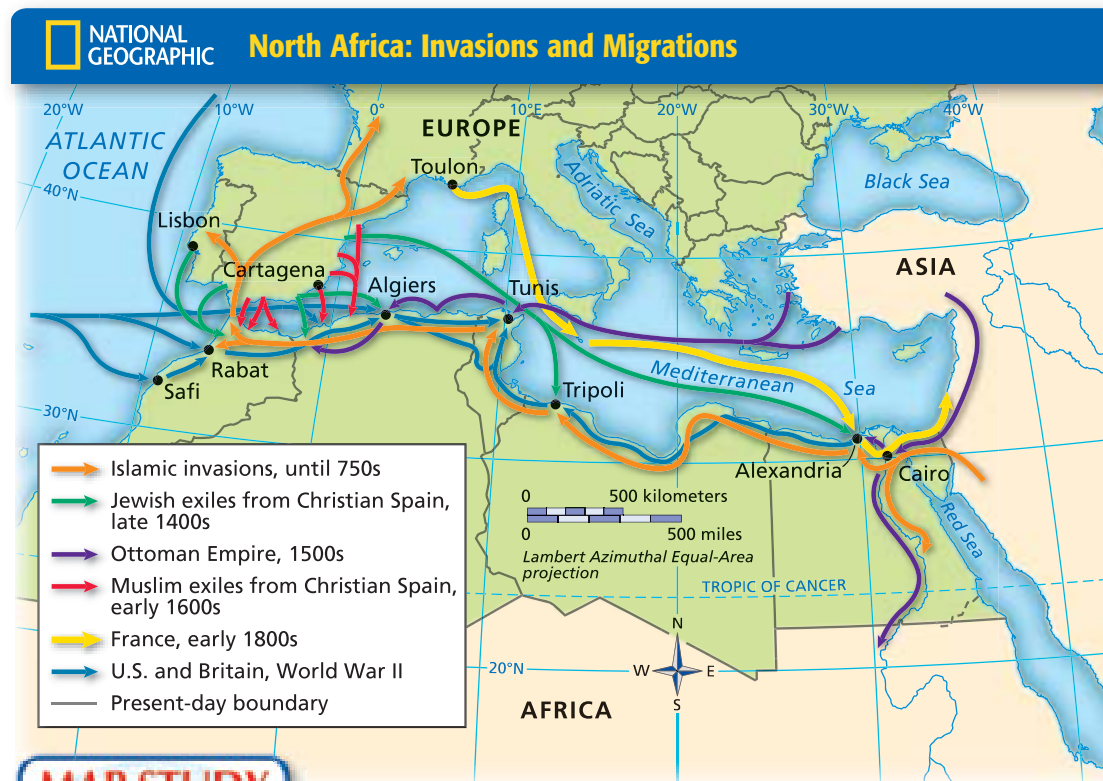 NATIONAL
GEOGRAPHIC
North Africa: Invasions and Migrations
20°W
10°W
0°
10°E
20°E
30°W
40°W
ATLANTIC
OCEAN
EUROPE
Toulon
Adriatic Sea
Black Sea
40°N
Lisbon
Cartagena
Algiers
Tunis
ASIA
Rabat
Safi
Mediterranean
Sea
Tripoli
30°N
Alexandria
Cairo
Red Sea
Islamic invasions, until 750s
Jewish exiles from Christian Spain,
late 1400s
Ottoman Empire, 1500s
Muslim exiles from Christian Spain,
early 1600s
France, early 1800s
U.S. and Britain, World War II
Present-day boundary
0 500 kilometers
0 500 miles
Lambert Azimuthal Equal-Area
projection
TROPIC OF CANCER
N
W E
S
20°N
AFRICA
MAP STUDY